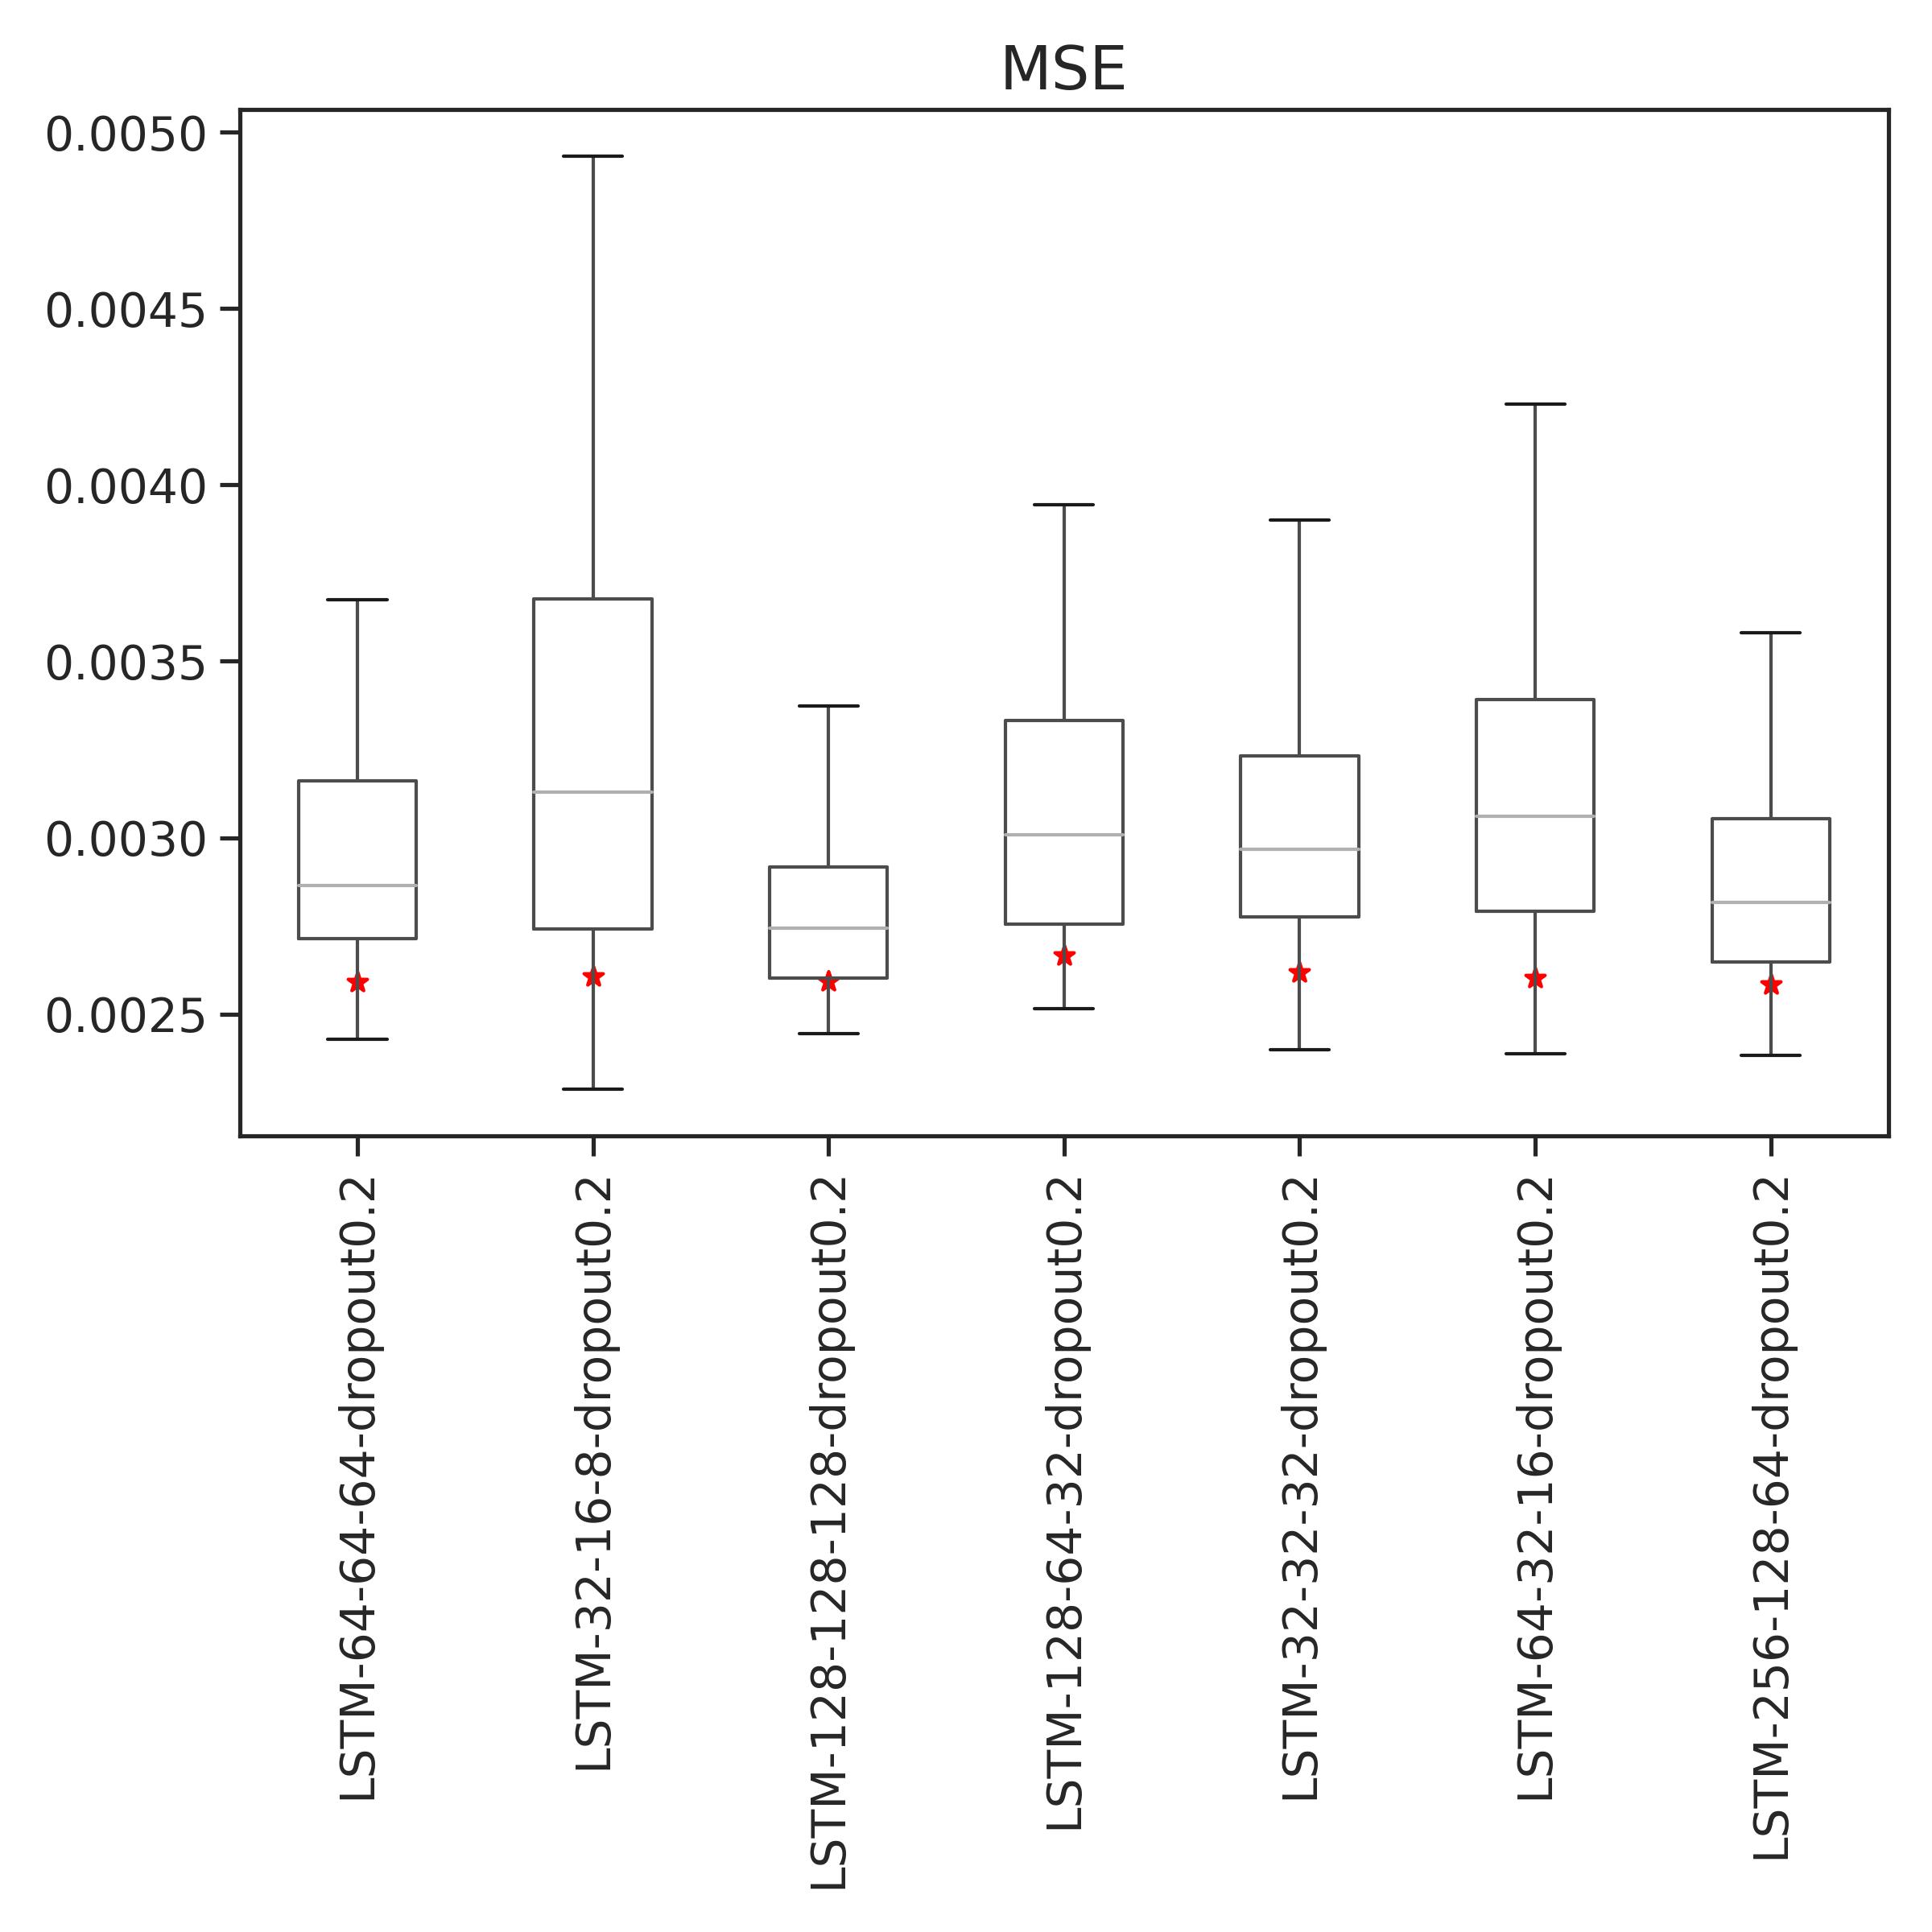 MSE
0.0050
0.0045
0.0040
0.0035
0.0030
0.0025
LSTM-64-64-64-dropout0.2
LSTM-32-16-8-dropout0.2
LSTM-128-128-128-dropout0.2
LSTM-128-64-32-dropout0.2
LSTM-32-32-32-dropout0.2
LSTM-64-32-16-dropout0.2
LSTM-256-128-64-dropout0.2